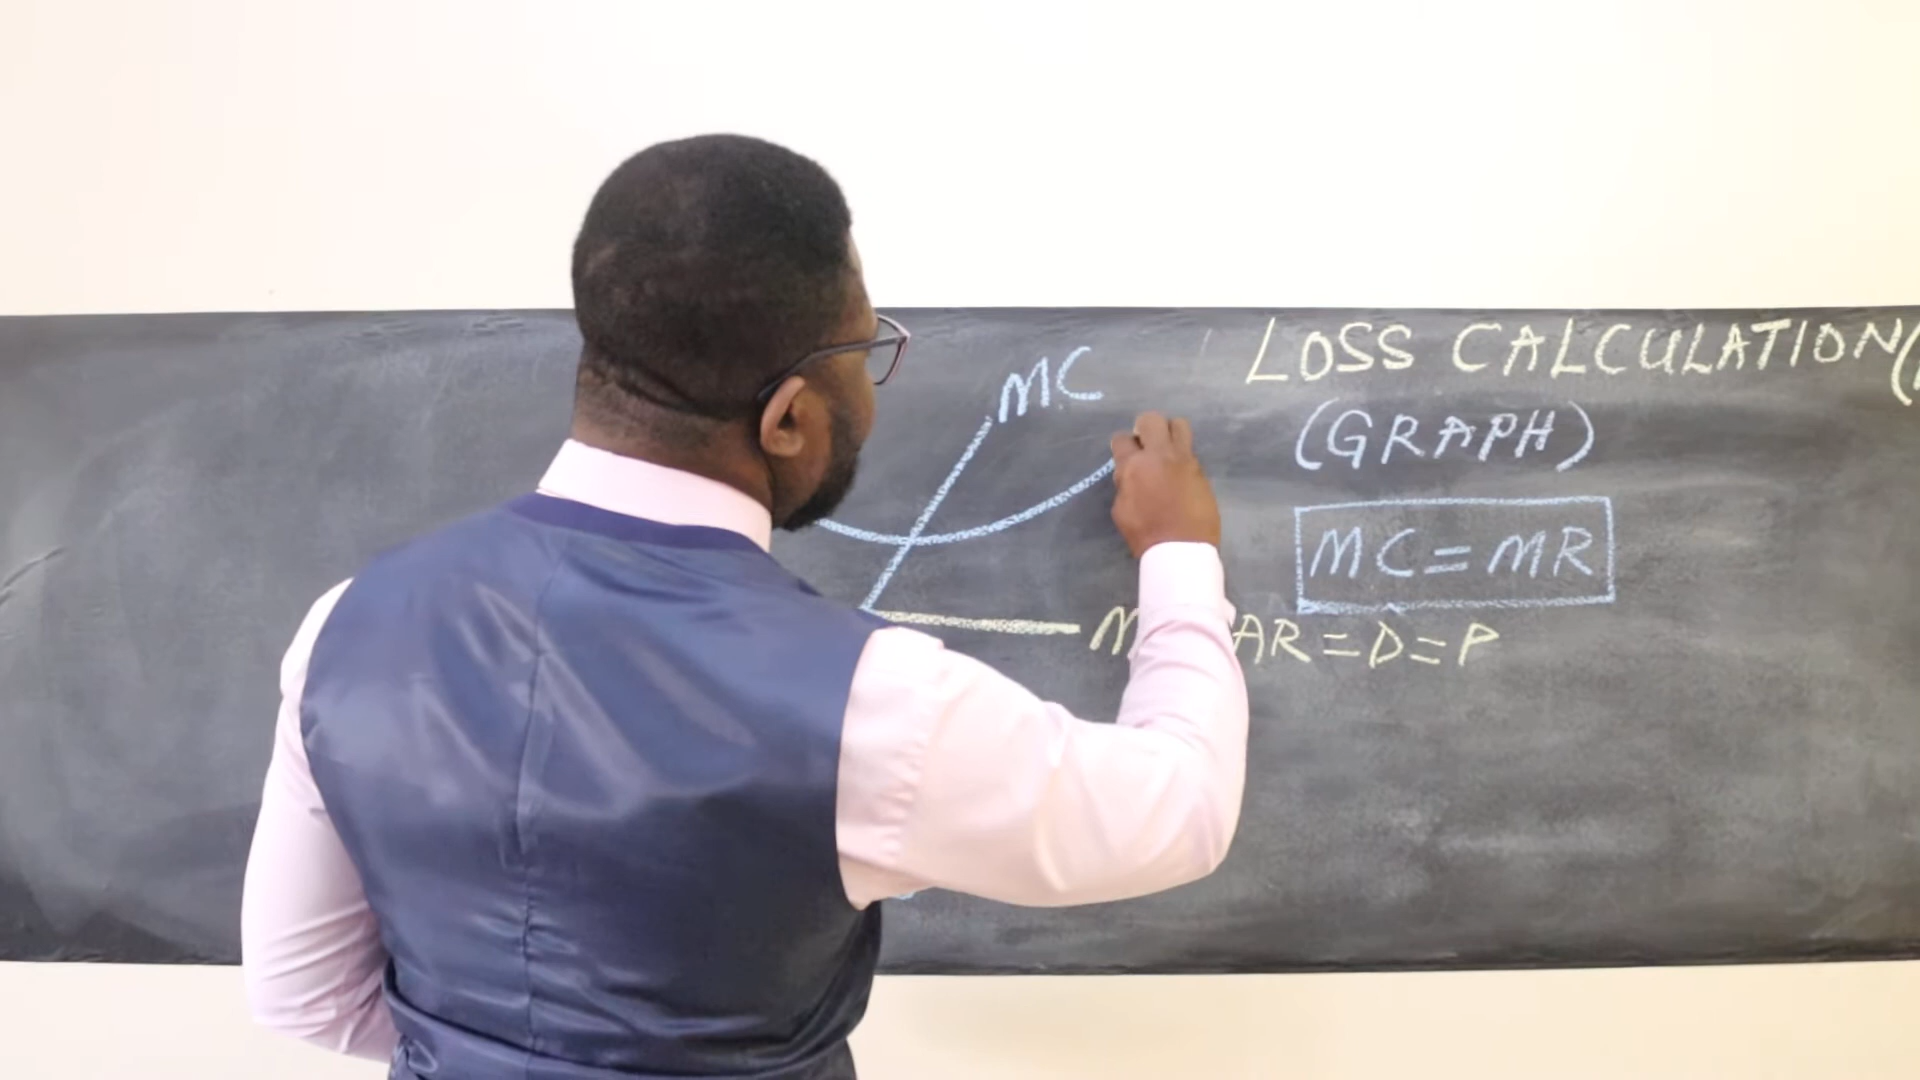 LOSS CALCULATION(
(GRAPH)
MC
MC=MR
AR=D=P